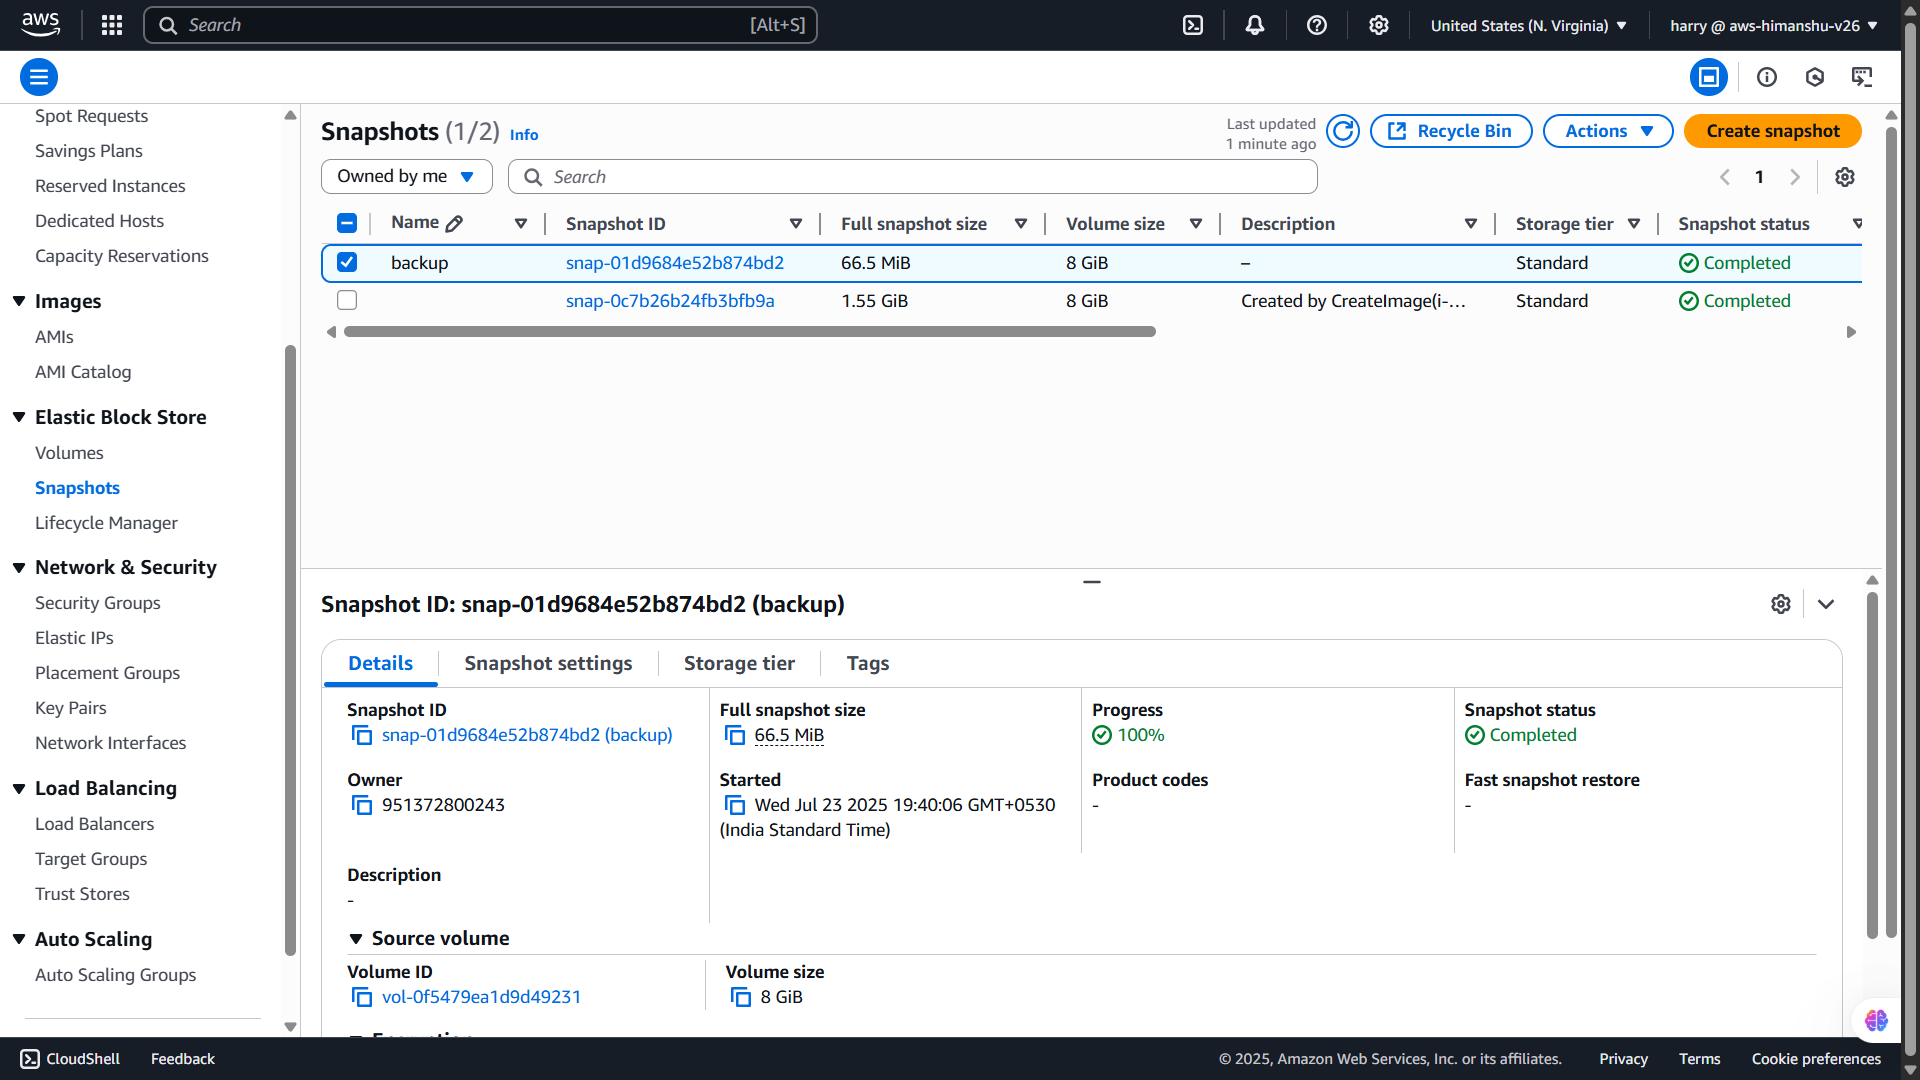 aws
Search [Alt+S]
United States (N. Virginia)
harry @ aws-himanshu-v26
Spot Requests
Savings Plans
Reserved Instances
Dedicated Hosts
Capacity Reservations
Images
AMIs
AMI Catalog
Elastic Block Store
Volumes
Snapshots
Lifecycle Manager
Network & Security
Security Groups
Elastic IPs
Placement Groups
Key Pairs
Network Interfaces
Load Balancing
Load Balancers
Target Groups
Trust Stores
Auto Scaling
Auto Scaling Groups
Snapshots (1/2) Info
Last updated
1 minute ago
Recycle Bin
Actions
Create snapshot
Owned by me
Search
1
Name Snapshot ID Full snapshot size Volume size Description Storage tier Snapshot status
backup snap-01d9684e52b874bd2 66.5 MiB 8 GiB – Standard Completed
snap-0c7b26b24fb3bfb9a 1.55 GiB 8 GiB Created by CreateImage(i-… Standard Completed
Snapshot ID: snap-01d9684e52b874bd2 (backup)
Details Snapshot settings Storage tier Tags
Snapshot ID
snap-01d9684e52b874bd2 (backup)
Full snapshot size
66.5 MiB
Progress
100%
Snapshot status
Completed
Owner
951372800243
Started
Wed Jul 23 2025 19:40:06 GMT+0530
(India Standard Time)
Product codes
-
Fast snapshot restore
-
Description
-
Source volume
Volume ID
vol-0f5479ea1d9d49231
Volume size
8 GiB
CloudShell Feedback
© 2025, Amazon Web Services, Inc. or its affiliates. Privacy Terms Cookie preferences